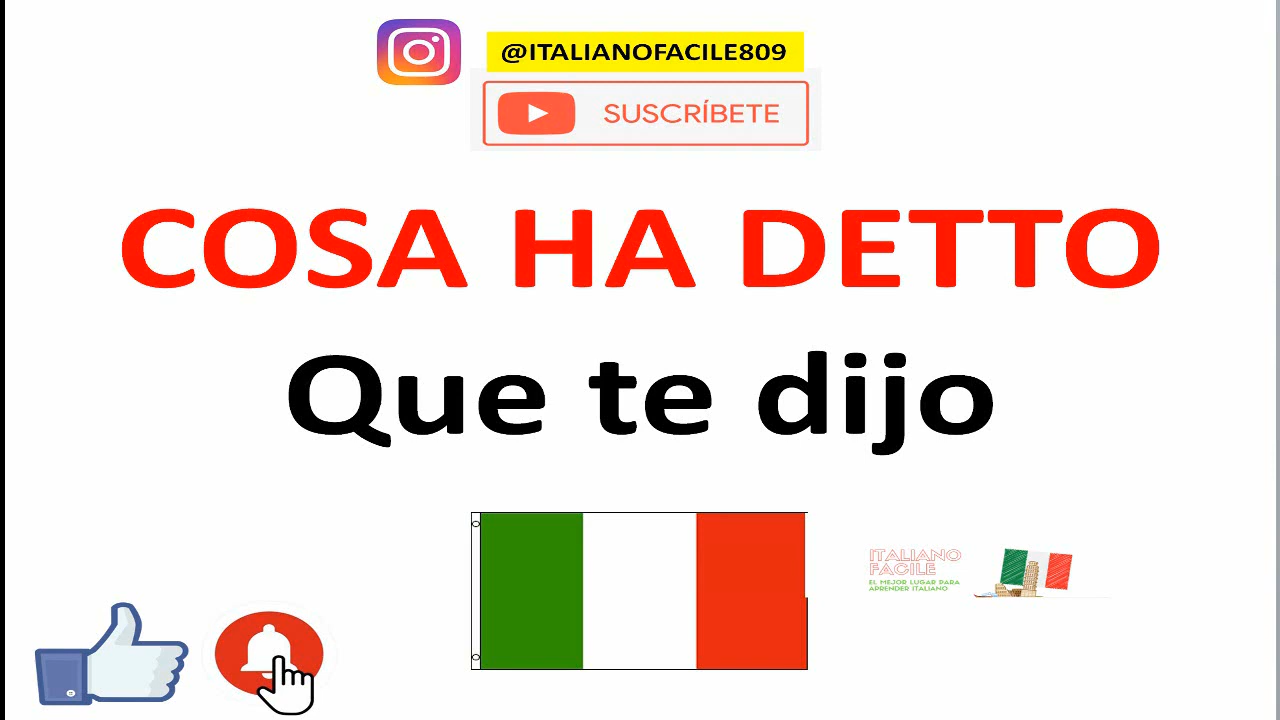 @ITALIANOFACILE809
SUSCRÍBETE
COSA HA DETTO
Que te dijo
ITALIANO
FACILE
EL MEJOR LUGAR PARA
APRENDER ITALIANO